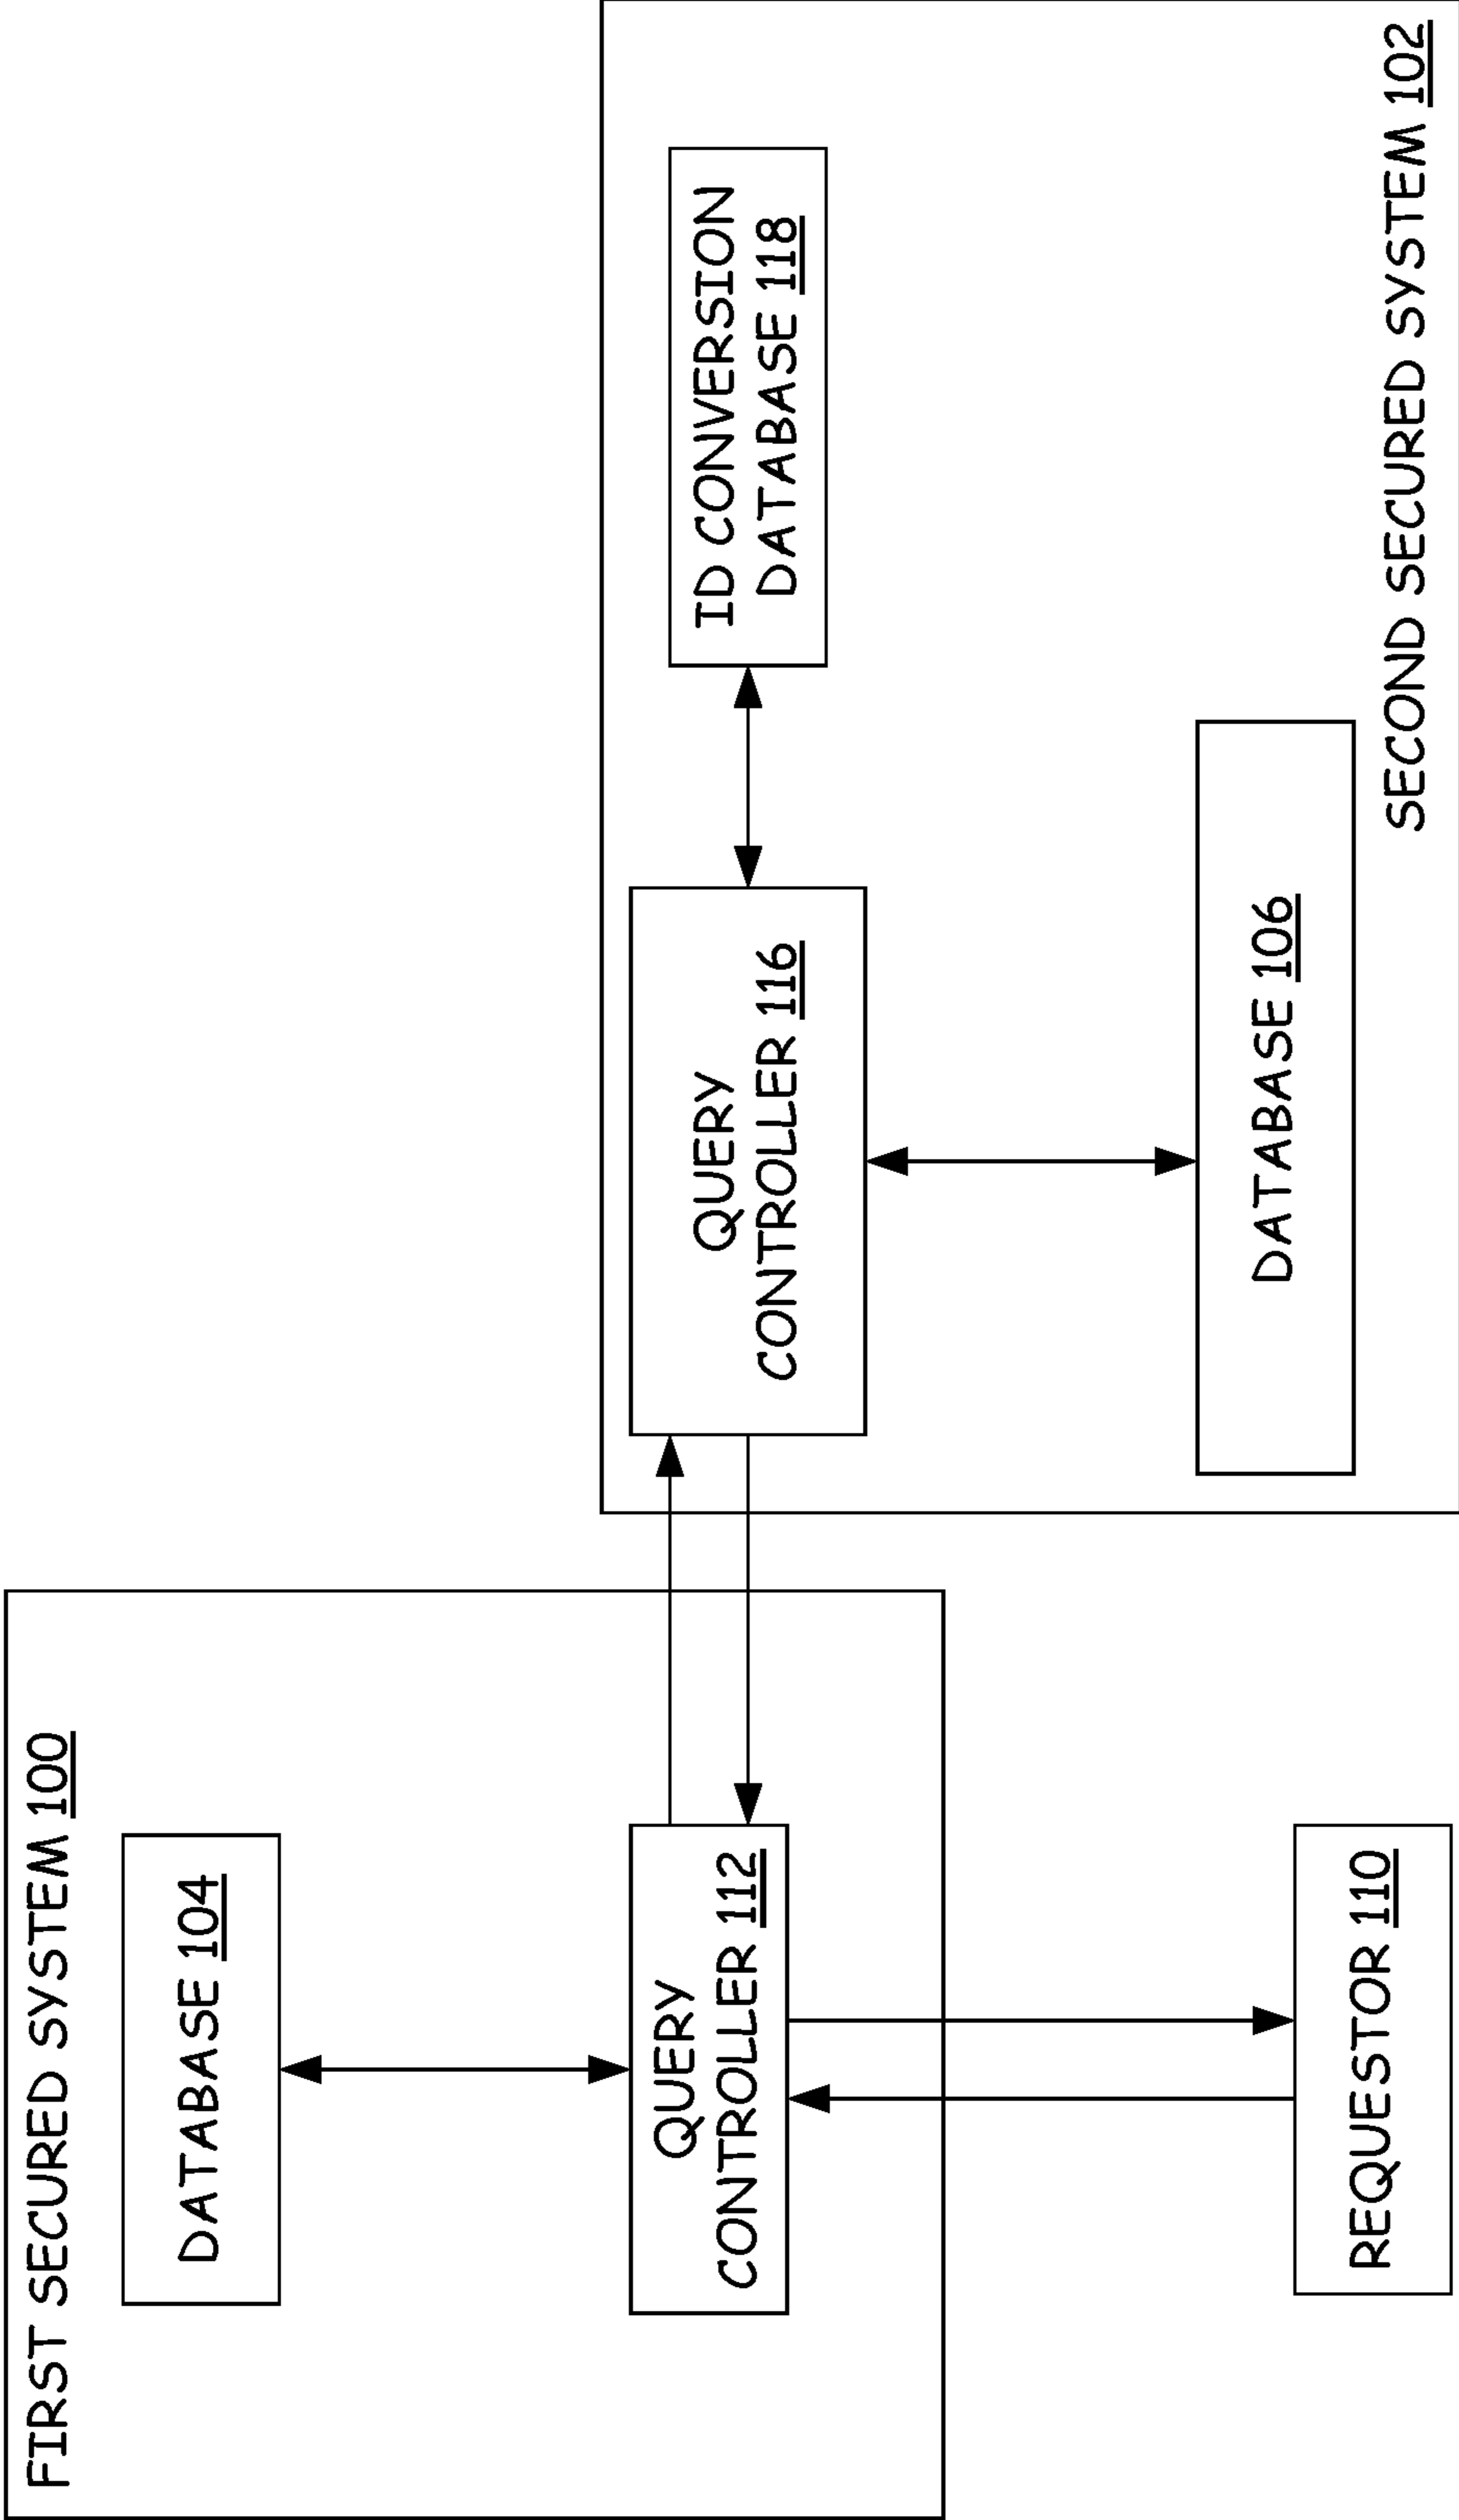 FIRST SECURED SYSTEM 100
DATABASE 104
QUERY
CONTROLLER 112
REQUESTOR 110
QUERY
CONTROLLER 116
ID CONVERSION
DATABASE 118
DATABASE 106
SECOND SECURED SYSTEM 102